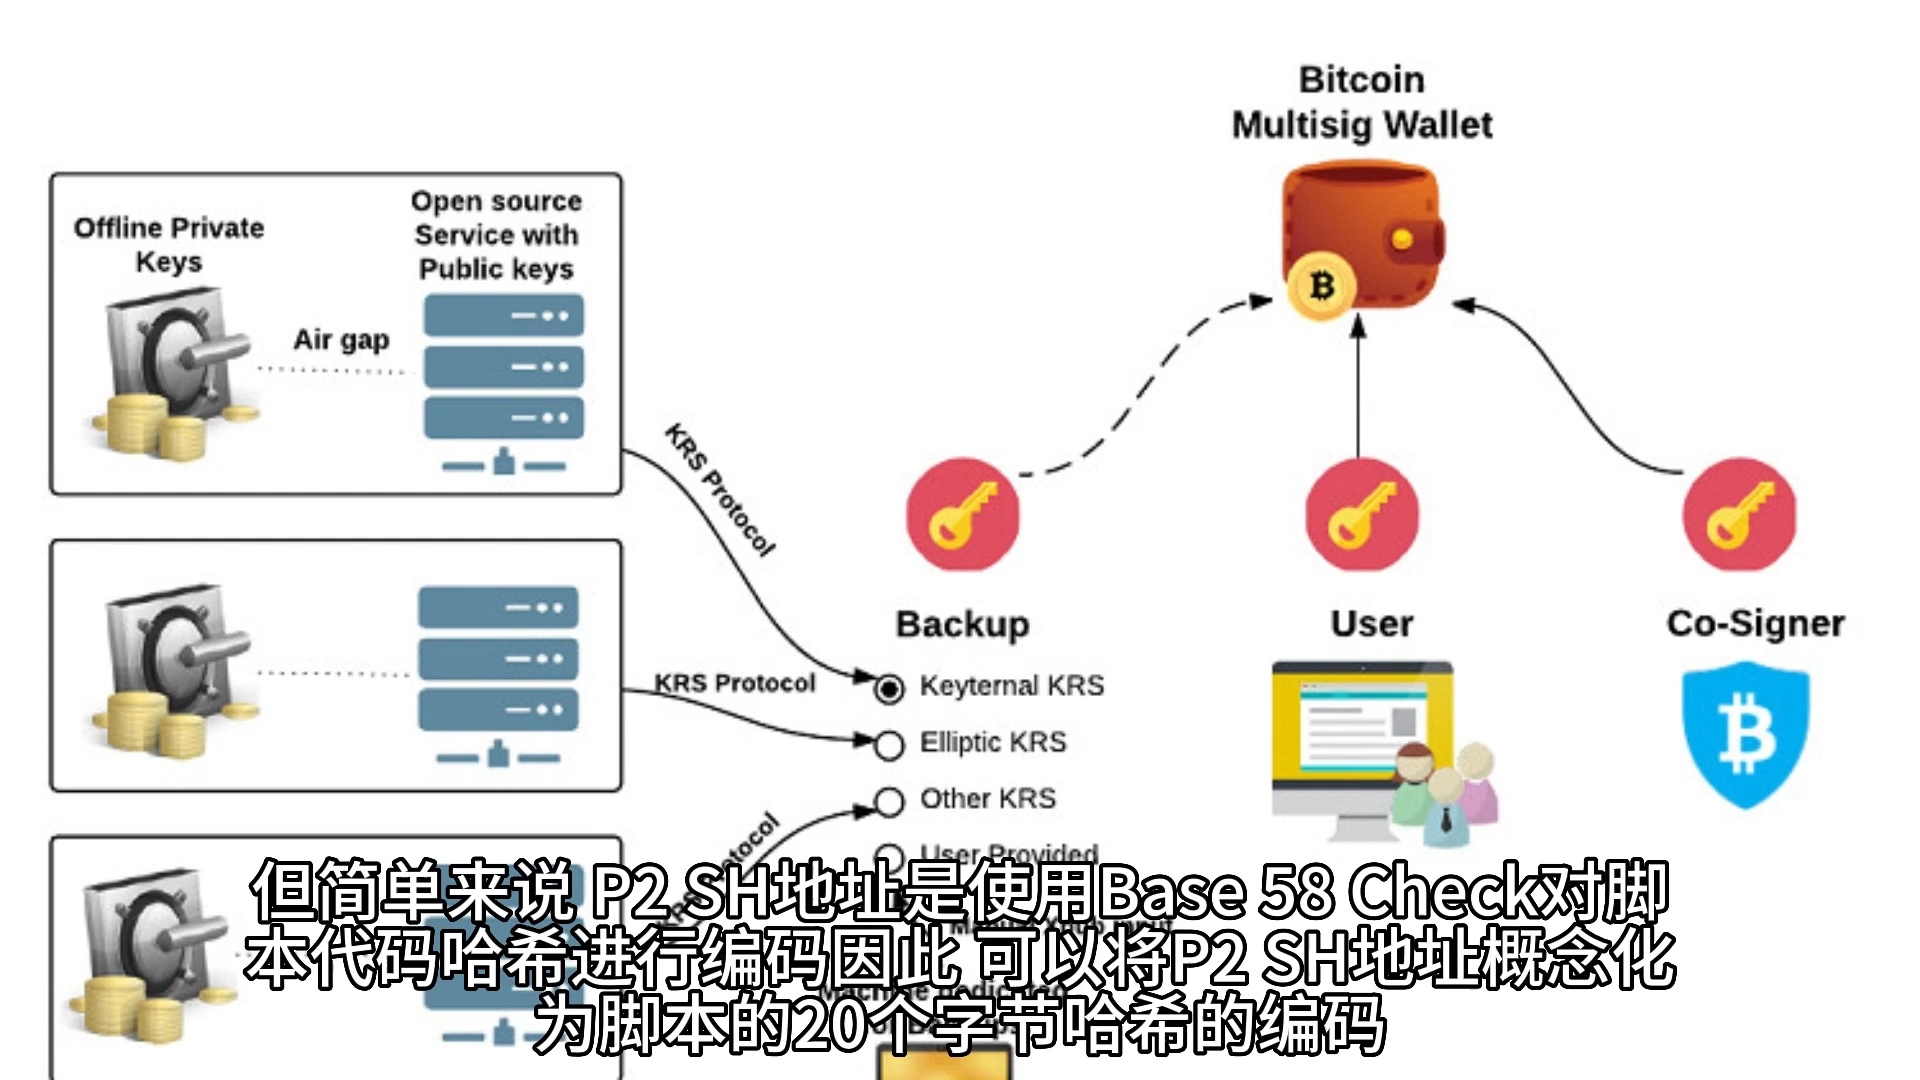 Bitcoin
Multisig Wallet
Offline Private
Keys
Open source
Service with
Public keys
Air gap
KRS Protocol
KRS Protocol
Backup
User
Co-Signer
Keyternal KRS
Elliptic KRS
Other KRS
User Provided
但简单来说 P2 SH地址是使用Base 58 Check对脚
本代码哈希进行编码因此 可以将P2 SH地址概念化
为脚本的20个字节哈希的编码